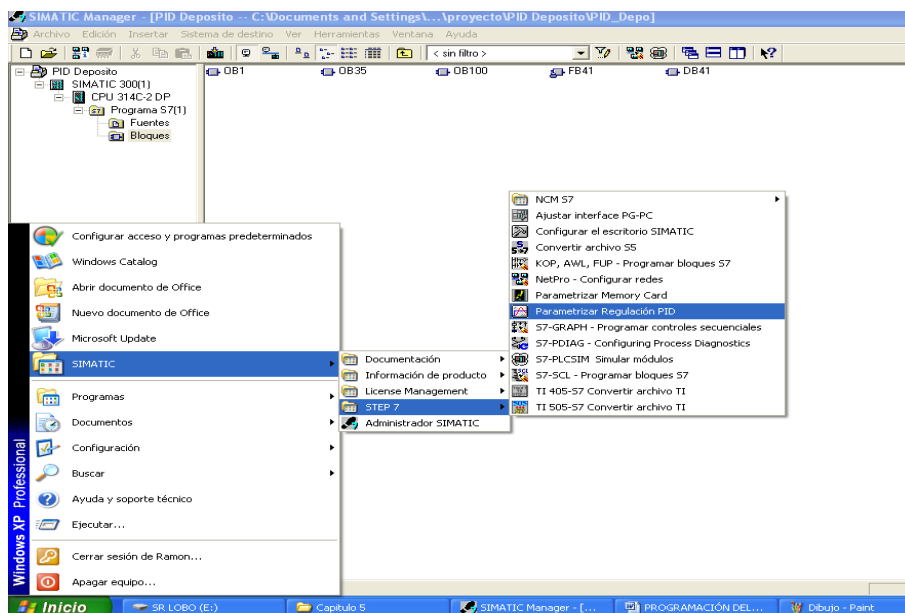 SIMATIC Manager - [PID Deposito -- C:\Documents and Settings\...\proyecto\PID Deposito\PID_Depo]
Archivo Edición Insertar Sistema de destino Ver Herramientas Ventana Ayuda
< sin filtro >
PID Deposito
SIMATIC 300(1)
CPU 314C-2 DP
Programa S7(1)
Fuentes
Bloques
OB1 OB35 OB100 FB41 DB41
NCM S7
Ajustar interface PG-PC
Configurar el escritorio SIMATIC
Convertir archivo S5
KOP, AWL, FUP - Programar bloques S7
NetPro - Configurar redes
Parametrizar Memory Card
Parametrizar Regulación PID
S7-GRAPH - Programar controles secuenciales
S7-PDIAG - Configuring Process Diagnostics
S7-PLCSIM Simular módulos
S7-SCL - Programar bloques S7
TI 405-S7 Convertir archivo TI
TI 505-S7 Convertir archivo TI
Documentación
Información de producto
License Management
STEP 7
Administrador SIMATIC
Configurar acceso y programas predeterminados
Windows Catalog
Abrir documento de Office
Nuevo documento de Office
Microsoft Update
SIMATIC
Programas
Documentos
Configuración
Buscar
Ayuda y soporte técnico
Ejecutar...
Cerrar sesión de Ramon...
Apagar equipo...
Windows XP Professional
Inicio SR LOBO (E:) Capitulo 5 SIMATIC Manager - [... PROGRAMACIÓN DEL... Dibujo - Paint